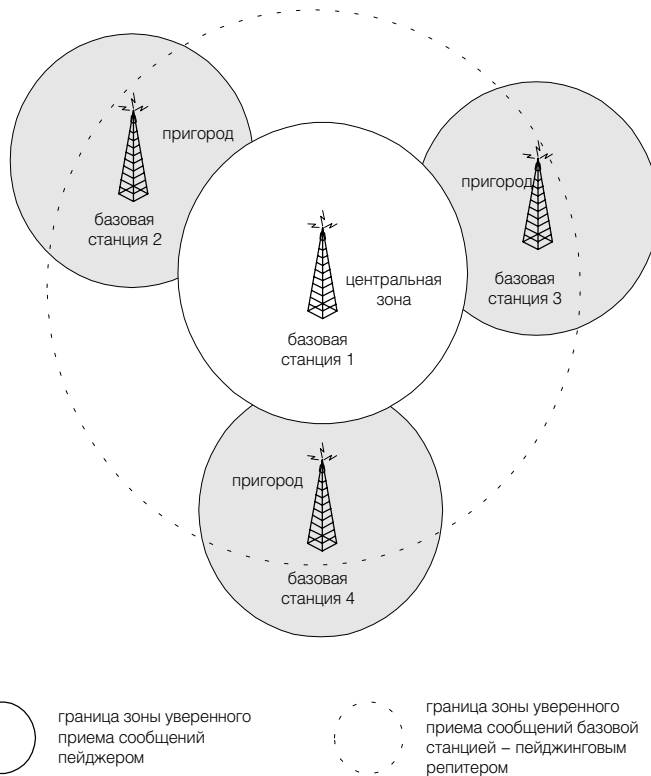 пригород
базовая
станция 2
пригород
базовая
станция 3
центральная
зона
базовая
станция 1
пригород
базовая
станция 4
граница зоны уверенного
приема сообщений
пейджером
граница зоны уверенного
приема сообщений базовой
станцией – пейджинговым
репитером